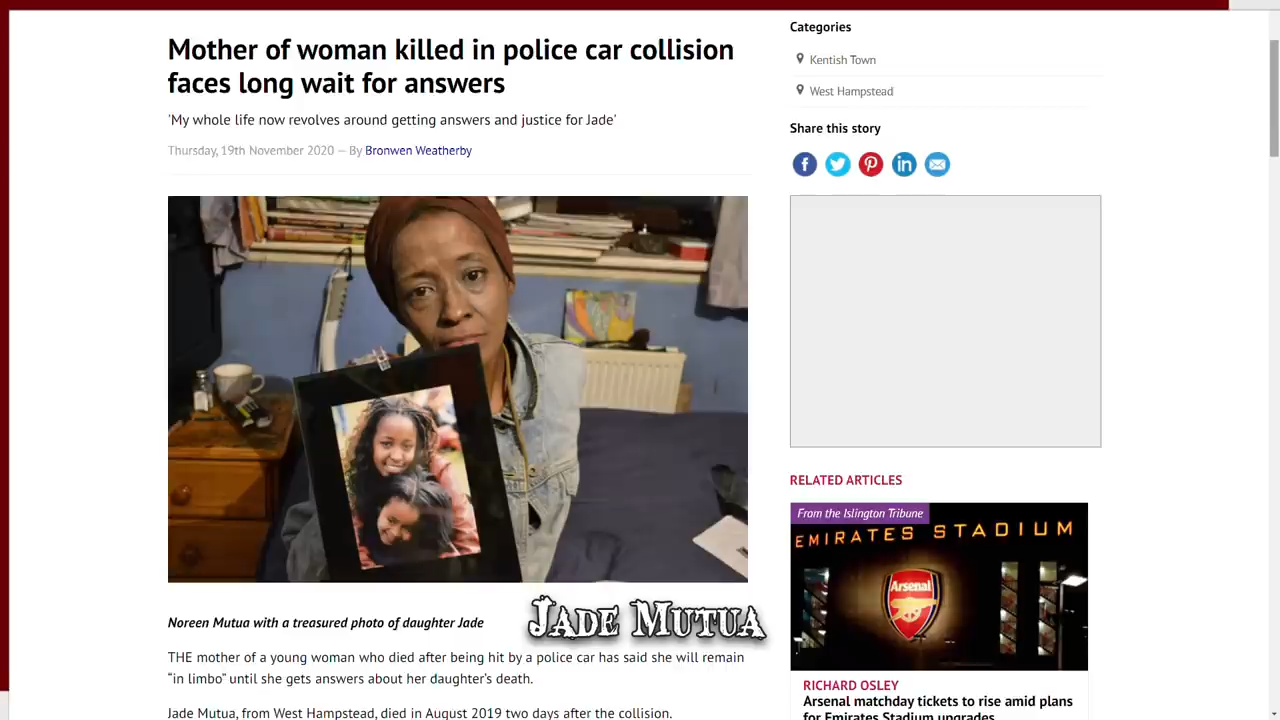 Mother of woman killed in police car collision
faces long wait for answers
'My whole life now revolves around getting answers and justice for Jade'
Thursday, 19th November 2020 — By Bronwen Weatherby
Noreen Mutua with a treasured photo of daughter Jade
JADE MUTUA
THE mother of a young woman who died after being hit by a police car has said she will remain
“in limbo” until she gets answers about her daughter’s death.
Jade Mutua, from West Hampstead, died in August 2019 two days after the collision.
Categories
Kentish Town
West Hampstead
Share this story
RELATED ARTICLES
From the Islington Tribune
EMIRATES STADIUM
Arsenal
RICHARD OSLEY
Arsenal matchday tickets to rise amid plans
for Emirates Stadium upgrades